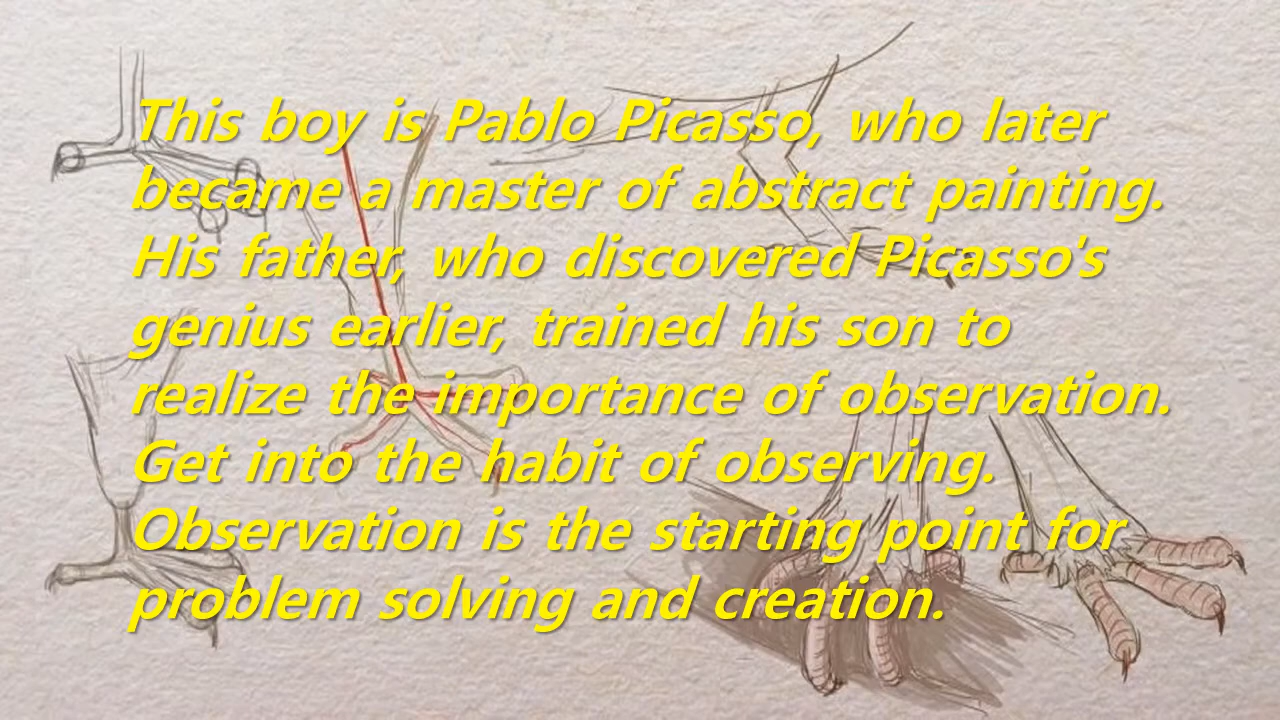 This boy is Pablo Picasso, who later
became a master of abstract painting.
His father, who discovered Picasso's
genius earlier, trained his son to
realize the importance of observation.
Get into the habit of observing.
Observation is the starting point for
problem solving and creation.